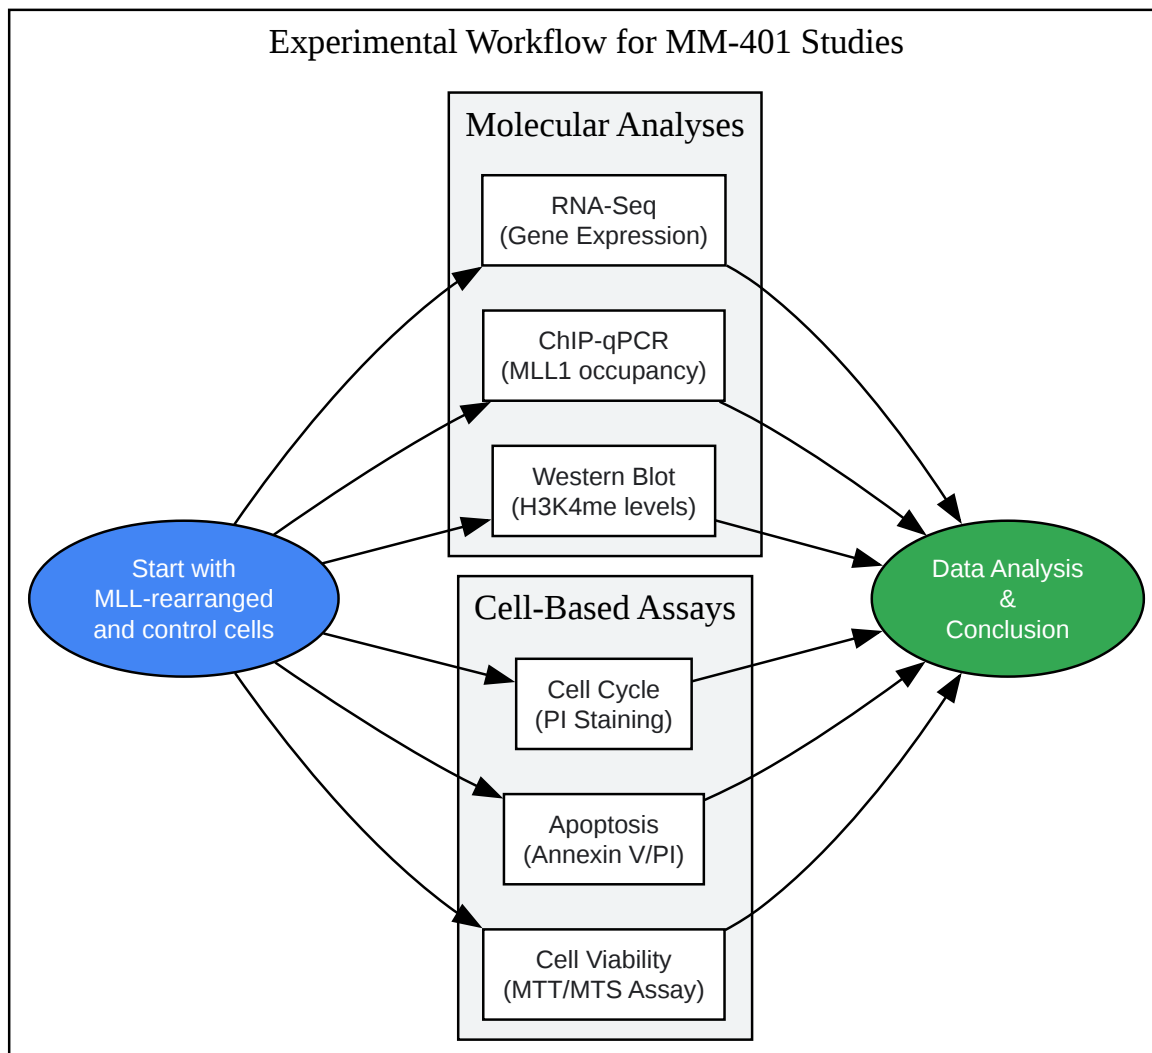 Experimental Workflow for MM-401 Studies
Molecular Analyses
RNA-Seq
(Gene Expression)
ChIP-qPCR
(MLL1 occupancy)
Western Blot
(H3K4me levels)
Start with
MLL-rearranged
and control cells
Data Analysis
&
Conclusion
Cell-Based Assays
Cell Cycle
(PI Staining)
Apoptosis
(Annexin V/PI)
Cell Viability
(MTT/MTS Assay)